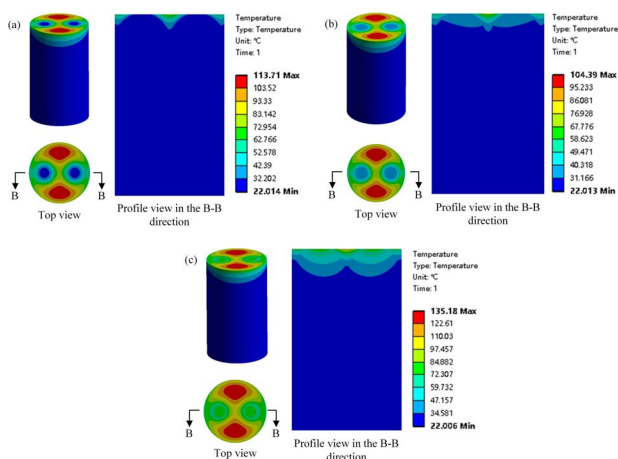 (a)
Temperature
Type: Temperature
Unit: °C
Time: 1
113.71 Max
103.52
93.33
83.142
72.954
62.766
52.578
42.39
32.202
22.014 Min
B
B
Top view
Profile view in the B-B
direction
(b)
Temperature
Type: Temperature
Unit: °C
Time: 1
104.39 Max
95.233
86.081
76.928
67.776
58.623
49.471
40.318
31.166
22.013 Min
B
B
Top view
Profile view in the B-B
direction
(c)
Temperature
Type: Temperature
Unit: °C
Time: 1
135.18 Max
122.61
110.03
97.457
84.882
72.307
59.732
47.157
34.581
22.006 Min
B
B
Top view
Profile view in the B-B
direction